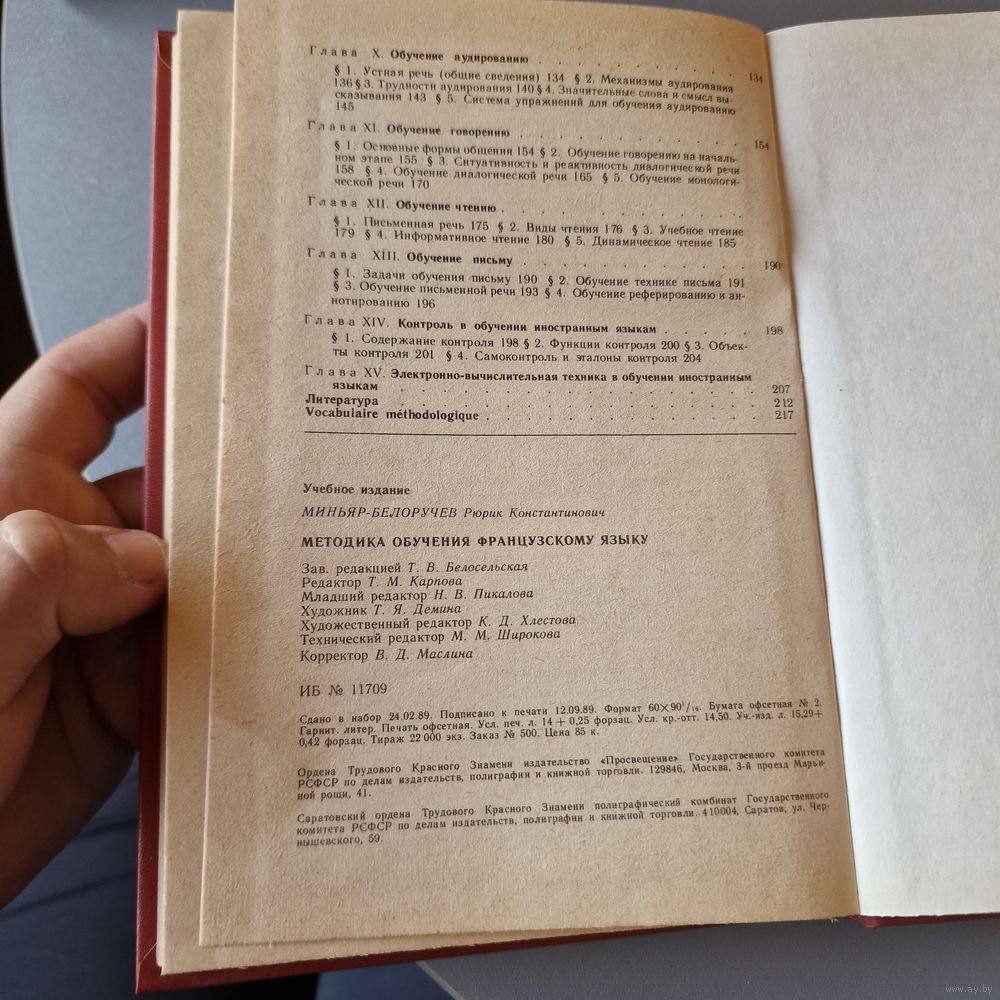 Глава X. Обучение аудированию . . . . . . . . . . 134
§ 1. Устная речь (общие сведения) 134 § 2. Механизмы аудирования
136 § 3. Трудности аудирования 140 § 4. Значительные слова и смысл вы-
сказывания 143 § 5. Система упражнений для обучения аудированию
145
Глава XI. Обучение говорению . . . . . . . . . . . 154
§ 1. Основные формы общения 154 § 2. Обучение говорению на началь-
ном этапе 155 § 3. Ситуативность и реактивность диалогической речи
158 § 4. Обучение диалогической речи 165 § 5. Обучение монологи-
ческой речи 170
Глава XII. Обучение чтению . . . . . . . . . . .
§ 1. Письменная речь 175 § 2. Виды чтения 176 § 3. Учебное чтение
179 § 4. Информативное чтение 180 § 5. Динамическое чтение 185
Глава XIII. Обучение письму . . . . . . . . . . . 190
§ 1. Задачи обучения письму 190 § 2. Обучение технике письма 191
§ 3. Обучение письменной речи 193 § 4. Обучение реферированию и ан-
нотированию 196
Глава XIV. Контроль в обучении иностранным языкам . . . . . 198
§ 1. Содержание контроля 198 § 2. Функции контроля 200 § 3. Объек-
ты контроля 201 § 4. Самоконтроль и эталоны контроля 204
Глава XV. Электронно-вычислительная техника в обучении иностранным
языкам . . . . . . . . . . . . . . . 207
Литература . . . . . . . . . . . . . . . 212
Vocabulaire méthodologique . . . . . . . . . . . . 217
Учебное издание
МИНЬЯР-БЕЛОРУЧЕВ Рюрик Константинович
МЕТОДИКА ОБУЧЕНИЯ ФРАНЦУЗСКОМУ ЯЗЫКУ
Зав. редакцией Т. В. Белосельская
Редактор Т. М. Карпова
Младший редактор Н. В. Пикалова
Художник Т. Я. Демина
Художественный редактор К. Д. Хлестова
Технический редактор М. М. Широкова
Корректор В. Д. Маслина
ИБ № 11709
Сдано в набор 24.02.89. Подписано к печати 12.09.89. Формат 60×90¹/₁₆. Бумага офсетная № 2.
Гарнит. литер. Печать офсетная. Усл. печ. л. 14 + 0,25 форзац. Усл. кр.-отт. 14,50. Уч.-изд. л. 15,29+
0,42 форзац. Тираж 22 000 экз. Заказ № 500. Цена 85 к.
Ордена Трудового Красного Знамени издательство «Просвещение» Государственного комитета
РСФСР по делам издательств, полиграфии и книжной торговли. 129846, Москва, 3-й проезд Марьи-
ной рощи, 41.
Саратовский ордена Трудового Красного Знамени полиграфический комбинат Государственного
комитета РСФСР по делам издательств, полиграфии и книжной торговли. 410004, Саратов, ул. Чер-
нышевского, 59.
www.ay.by